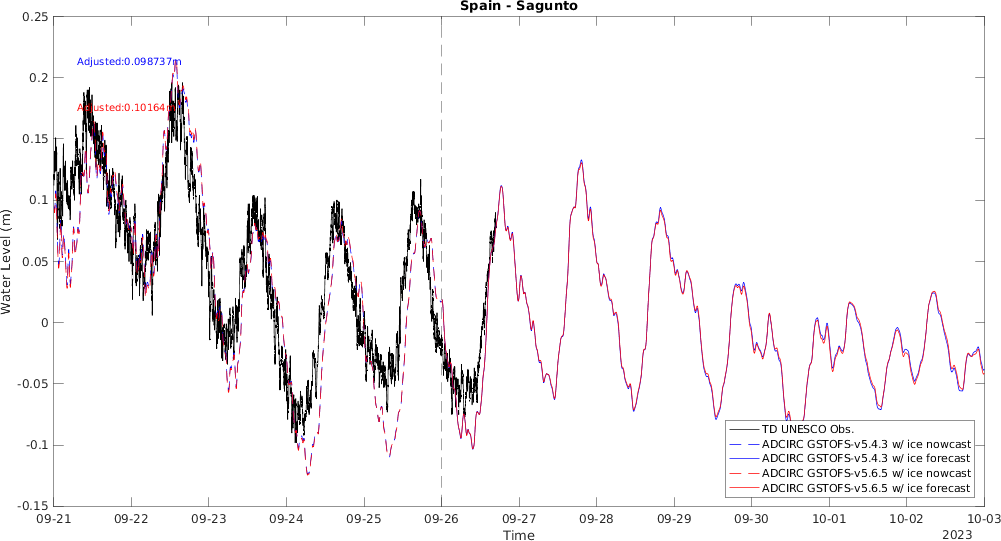 Spain - Sagunto
0.25
0.2
0.15
0.1
0.05
0
-0.05
-0.1
-0.15
Water Level (m)
Adjusted:0.098737m
Adjusted:0.10164m
TD UNESCO Obs.
ADCIRC GSTOFS-v5.4.3 w/ ice nowcast
ADCIRC GSTOFS-v5.4.3 w/ ice forecast
ADCIRC GSTOFS-v5.6.5 w/ ice nowcast
ADCIRC GSTOFS-v5.6.5 w/ ice forecast
09-21 09-22 09-23 09-24 09-25 09-26 09-27 09-28 09-29 09-30 10-01 10-02 10-03
Time
2023